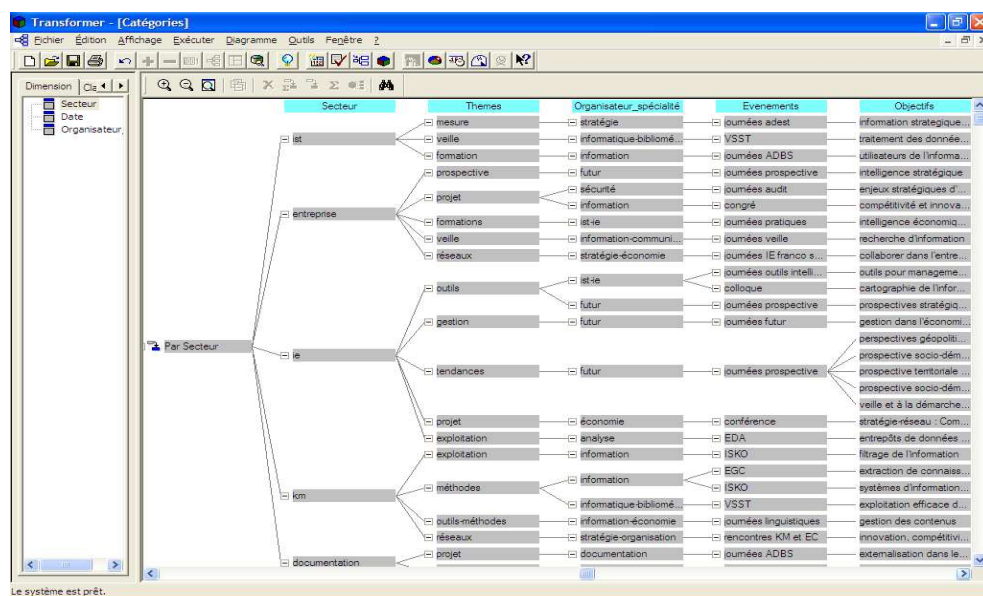 Transformer - [Catégories]
Fichier Édition Affichage Exécuter Diagramme Outils Fenêtre ?
Dimension Cla
Secteur
Date
Organisateur
Secteur Themes Organisateur_spécialité Evenements Objectifs
mesure stratégie journées adest information strategique...
ist veille informatique-bibliomé... VSST traitement des donnée...
formation information journées ADBS utilisateurs de l'informa...
prospective futur journées prospective intelligence stratégique
projet sécurité journées audit enjeux stratégiques d'...
information congré compétitivité et innova...
entreprise formations ist-ie journées pratiques intelligence économiq...
veille information-communi... journées veille recherche d'information
réseaux stratégie-économie journées IE franco s... collaborer dans l'entre...
outils ist-ie journées outils intelli... outils pour manageme...
colloque cartographie de l'infor...
futur journées prospective prospectives stratégiq...
gestion futur journées futur gestion dans l'économi...
Par Secteur
ie
perspectives géopoliti...
prospective socio-dém...
tendances futur journées prospective prospective territoriale ...
prospective socio-dém...
veille et à la démarche...
projet économie conférence stratégie-réseau : Com...
exploitation analyse EDA entrepôts de données ...
exploitation information ISKO filtrage de l'information
méthodes information EGC extraction de connaiss...
ISKO systèmes d'information...
km informatique-bibliomé... VSST exploitation efficace d...
outils-méthodes information-économie journées linguistiques gestion des contenus
réseaux stratégie-organisation rencontres KM et EC innovation, compétitivi...
documentation projet documentation journées ADBS externalisation dans le...
Le système est prêt.